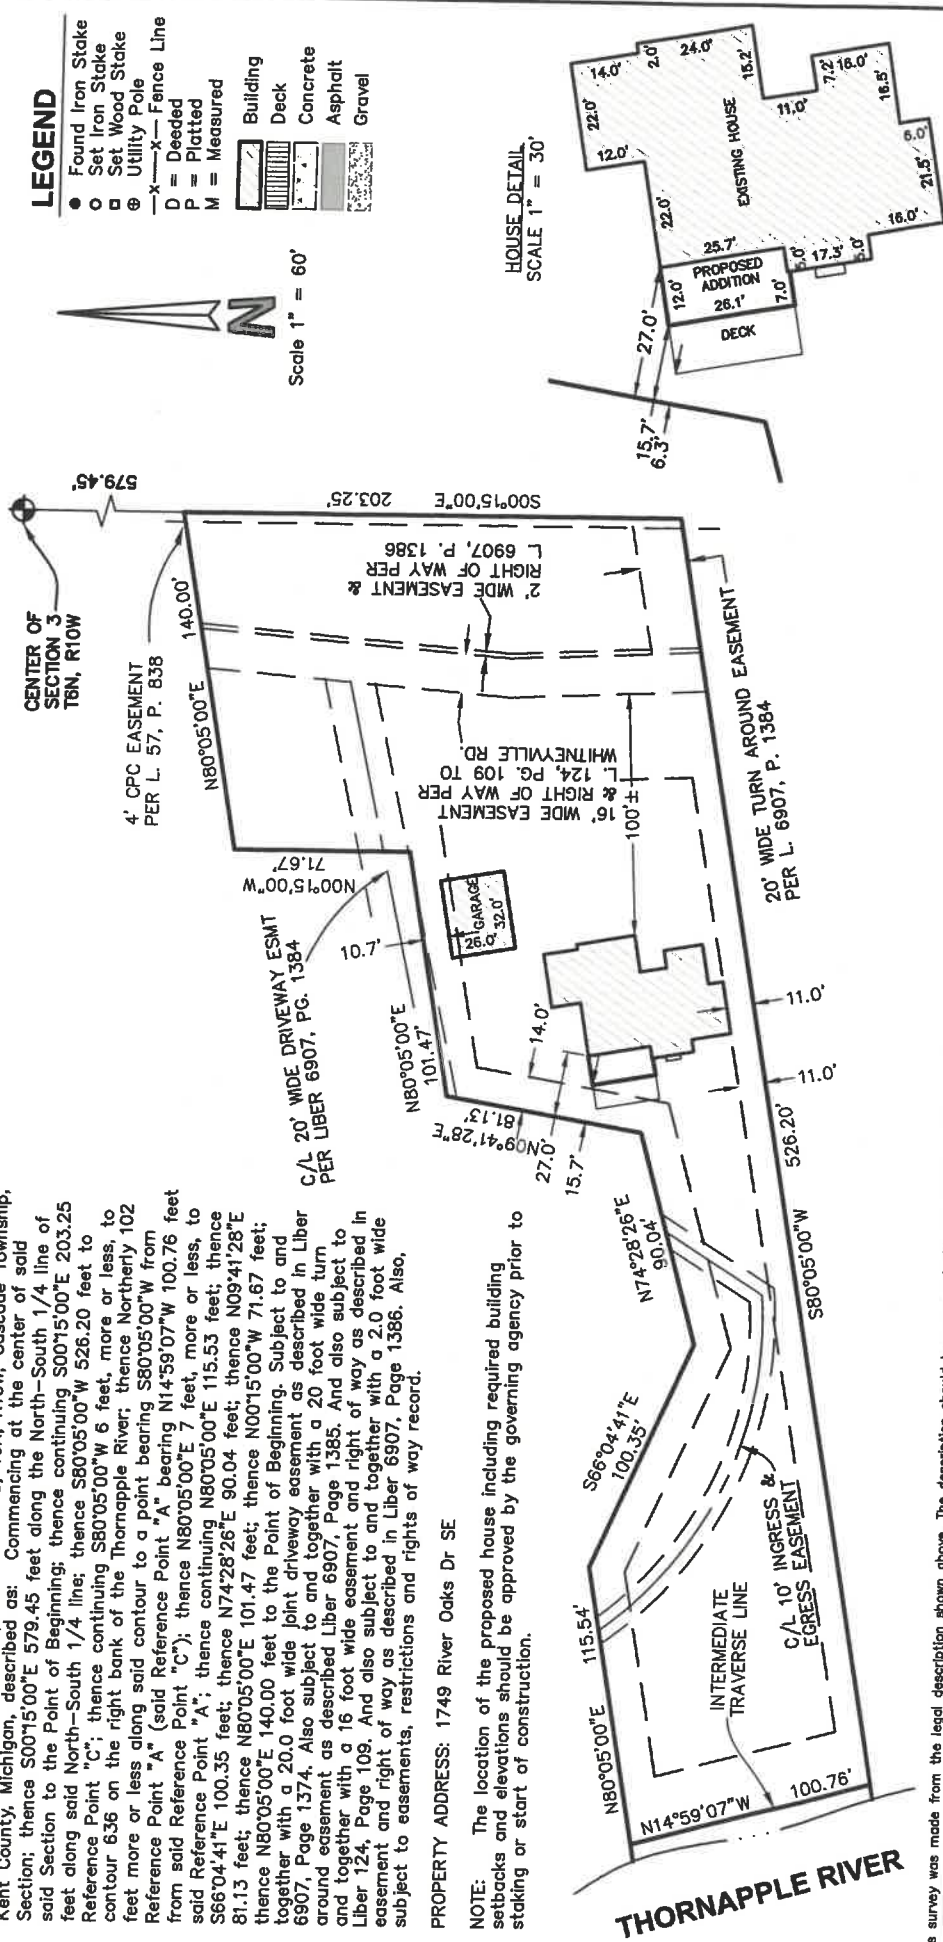 Kent County, Michigan, described as: Commencing at the center of said
Section; thence S00°15'00"E 579.45 feet along the North-South 1/4 line of
said Section to the Point of Beginning; thence continuing S00°15'00"E 203.25
feet along said North-South 1/4 line; thence S80°05'00"W 526.20 feet to
Reference Point "C"; thence continuing S80°05'00"W 6 feet, more or less, to
contour 636 on the right bank of the Thornapple River; thence Northerly 102
feet more or less along said contour to a point bearing S80°05'00"W from
Reference Point "A" (said Reference Point "A" bearing N14°59'07"W 100.76 feet
from said Reference Point "C"); thence N80°05'00"E 7 feet, more or less, to
said Reference Point "A"; thence continuing N80°05'00"E 115.53 feet; thence
S66°04'41"E 100.35 feet; thence N74°28'26"E 90.04 feet; thence N09°41'28"E
81.13 feet; thence N80°05'00"E 101.47 feet; thence N00°15'00"W 71.67 feet;
thence N80°05'00"E 140.00 feet to the Point of Beginning. Subject to and
together with a 20.0 foot wide joint driveway easement as described in Liber
6907, Page 1374. Also subject to and together with a 20 foot wide turn
around easement as described Liber 6907, Page 1385. And also subject to
and together with a 16 foot wide easement and right of way as described in
Liber 124, Page 109. And also subject to and together with a 2.0 foot wide
easement and right of way as described in Liber 6907, Page 1386. Also,
subject to easements, restrictions and rights of way record.
PROPERTY ADDRESS: 1749 River Oaks Dr SE
NOTE: The location of the proposed house including required building
setbacks and elevations should be approved by the governing agency prior to
staking or start of construction.
CENTER OF
SECTION 3
T6N, R10W
579.45'
4' CPC EASEMENT
PER L. 57, P. 838
N80°05'00"E
140.00'
S00°15'00"E 203.25'
N00°15'00"W
71.67'
2' WIDE EASEMENT &
RIGHT OF WAY PER
L 6907, P. 1386
16' WIDE EASEMENT
& RIGHT OF WAY PER
L. 124, PG. 109 TO
WHITNEYVILLE RD.
100'±
C/L 20' WIDE DRIVEWAY ESMT
PER LIBER 6907, PG. 1384
10.7'
N80°05'00"E
101.47'
GARAGE
26.0'
32.0'
14.0'
N09°41'28"E
81.13'
27.0'
15.7'
11.0'
11.0'
20' WIDE TURN AROUND EASEMENT
PER L. 6907, P. 1384
N74°28'26"E
90.04'
S80°05'00"W
526.20'
S66°04'41"E
100.35'
C/L 10' INGRESS &
EGRESS EASEMENT
115.54'
N80°05'00"E
INTERMEDIATE
TRAVERSE LINE
N14°59'07"W
100.76'
THORNAPPLE RIVER
LEGEND
Found Iron Stake
Set Iron Stake
Set Wood Stake
Utility Pole
—x——x— Fence Line
D = Deeded
P = Platted
M = Measured
Building
Deck
Concrete
Asphalt
Gravel
N
Scale 1" = 60'
HOUSE DETAIL
SCALE 1" = 30'
14.0'
2.0'
24.0'
15.2'
11.0'
7.2'
16.0'
16.5'
6.0'
21.5'
16.0'
5.0'
17.3'
5.0'
22.0'
12.0'
22.0'
25.7'
EXISTING HOUSE
PROPOSED
ADDITION
12.0'
26.1'
7.0'
DECK
27.0'
15.7'
6.3'
survey was made from the legal description shown above. The description should